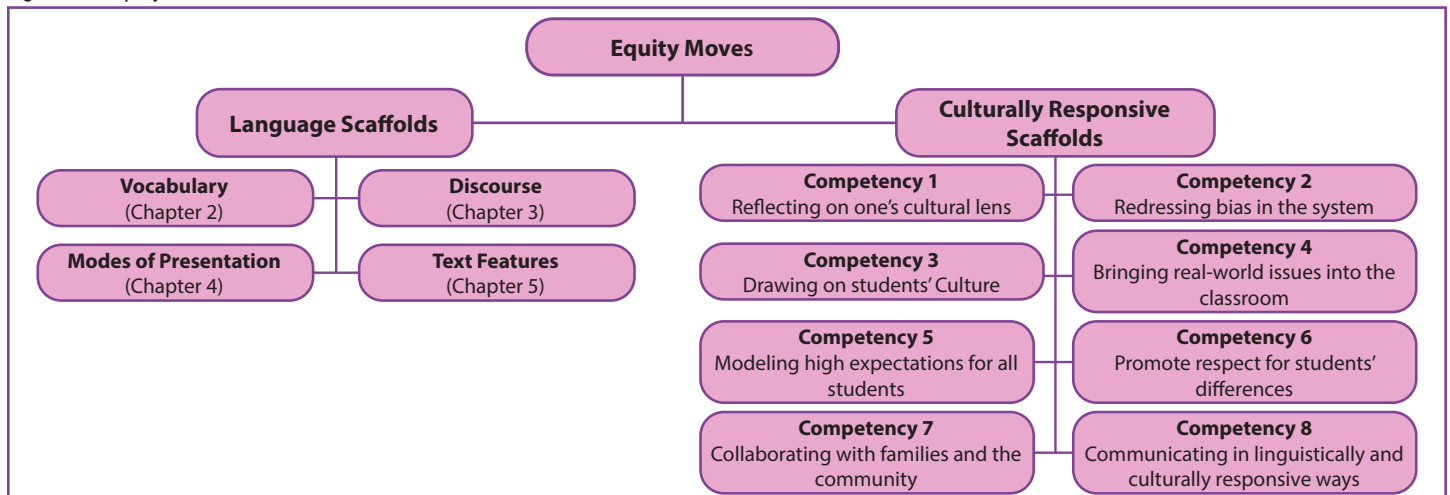 Equity Moves
Language Scaffolds
Culturally Responsive
Scaffolds
Vocabulary
(Chapter 2)
Discourse
(Chapter 3)
Modes of Presentation
(Chapter 4)
Text Features
(Chapter 5)
Competency 1
Reflecting on one's cultural lens
Competency 2
Redressing bias in the system
Competency 3
Drawing on students' Culture
Competency 4
Bringing real-world issues into the
classroom
Competency 5
Modeling high expectations for all
students
Competency 6
Promote respect for students'
differences
Competency 7
Collaborating with families and the
community
Competency 8
Communicating in linguistically and
culturally responsive ways